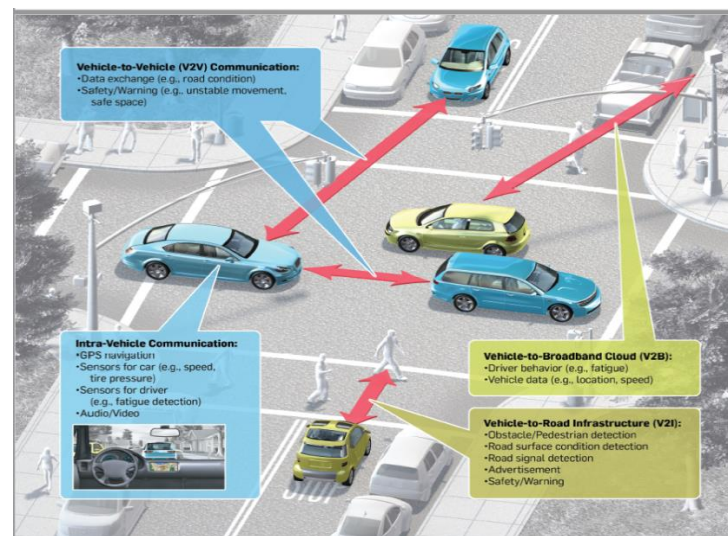 Vehicle-to-Vehicle (V2V) Communication:
•Data exchange (e.g., road condition)
•Safety/Warning (e.g., unstable movement,
safe space)
Intra-Vehicle Communication:
•GPS navigation
•Sensors for car (e.g., speed,
tire pressure)
•Sensors for driver
(e.g., fatigue detection)
•Audio/Video
Vehicle-to-Broadband Cloud (V2B):
•Driver behavior (e.g., fatigue)
•Vehicle data (e.g., location, speed)
Vehicle-to-Road Infrastructure (V2I):
•Obstacle/Pedestrian detection
•Road surface condition detection
•Road signal detection
•Advertisement
•Safety/Warning